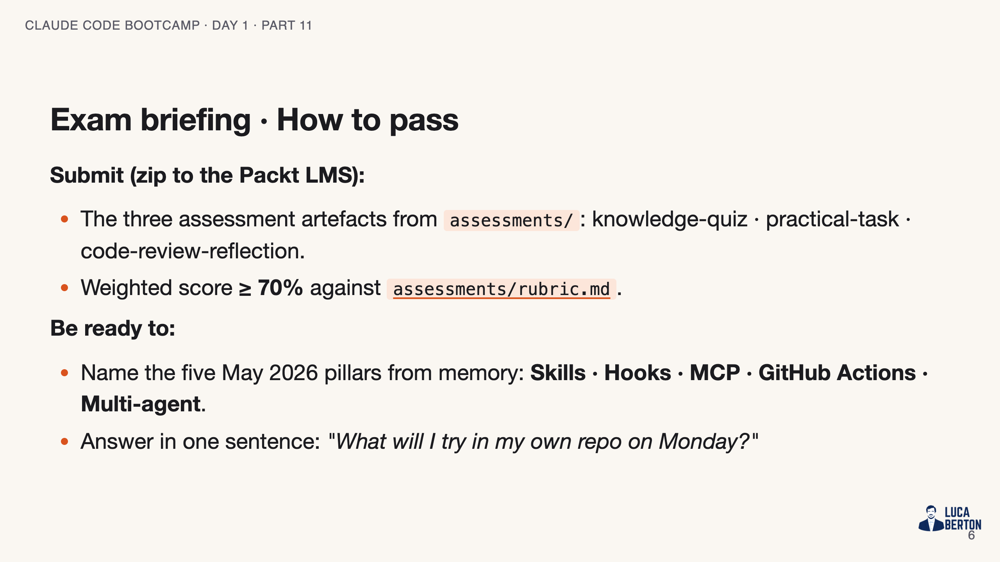 CLAUDE CODE BOOTCAMP · DAY 1 · PART 11
Exam briefing · How to pass
Submit (zip to the Packt LMS):
• The three assessment artefacts from assessments/ : knowledge-quiz · practical-task ·
code-review-reflection.
• Weighted score ≥ 70% against assessments/rubric.md .
Be ready to:
• Name the five May 2026 pillars from memory: Skills · Hooks · MCP · GitHub Actions ·
Multi-agent.
• Answer in one sentence: "What will I try in my own repo on Monday?"
LUCA
BERTON
6